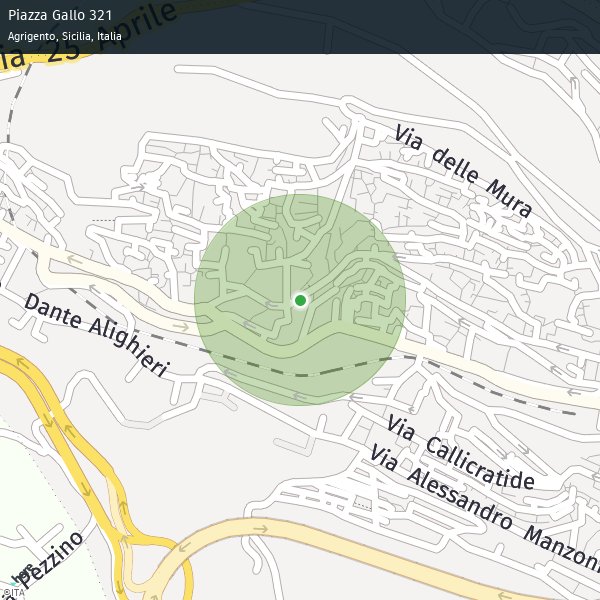 Piazza Gallo 321
Agrigento, Sicilia, Italia
ia 25 Aprile
Via delle Mura
Dante Alighieri
Via Callicratide
Via Alessandro Manzoni
Pezzino
©ITA